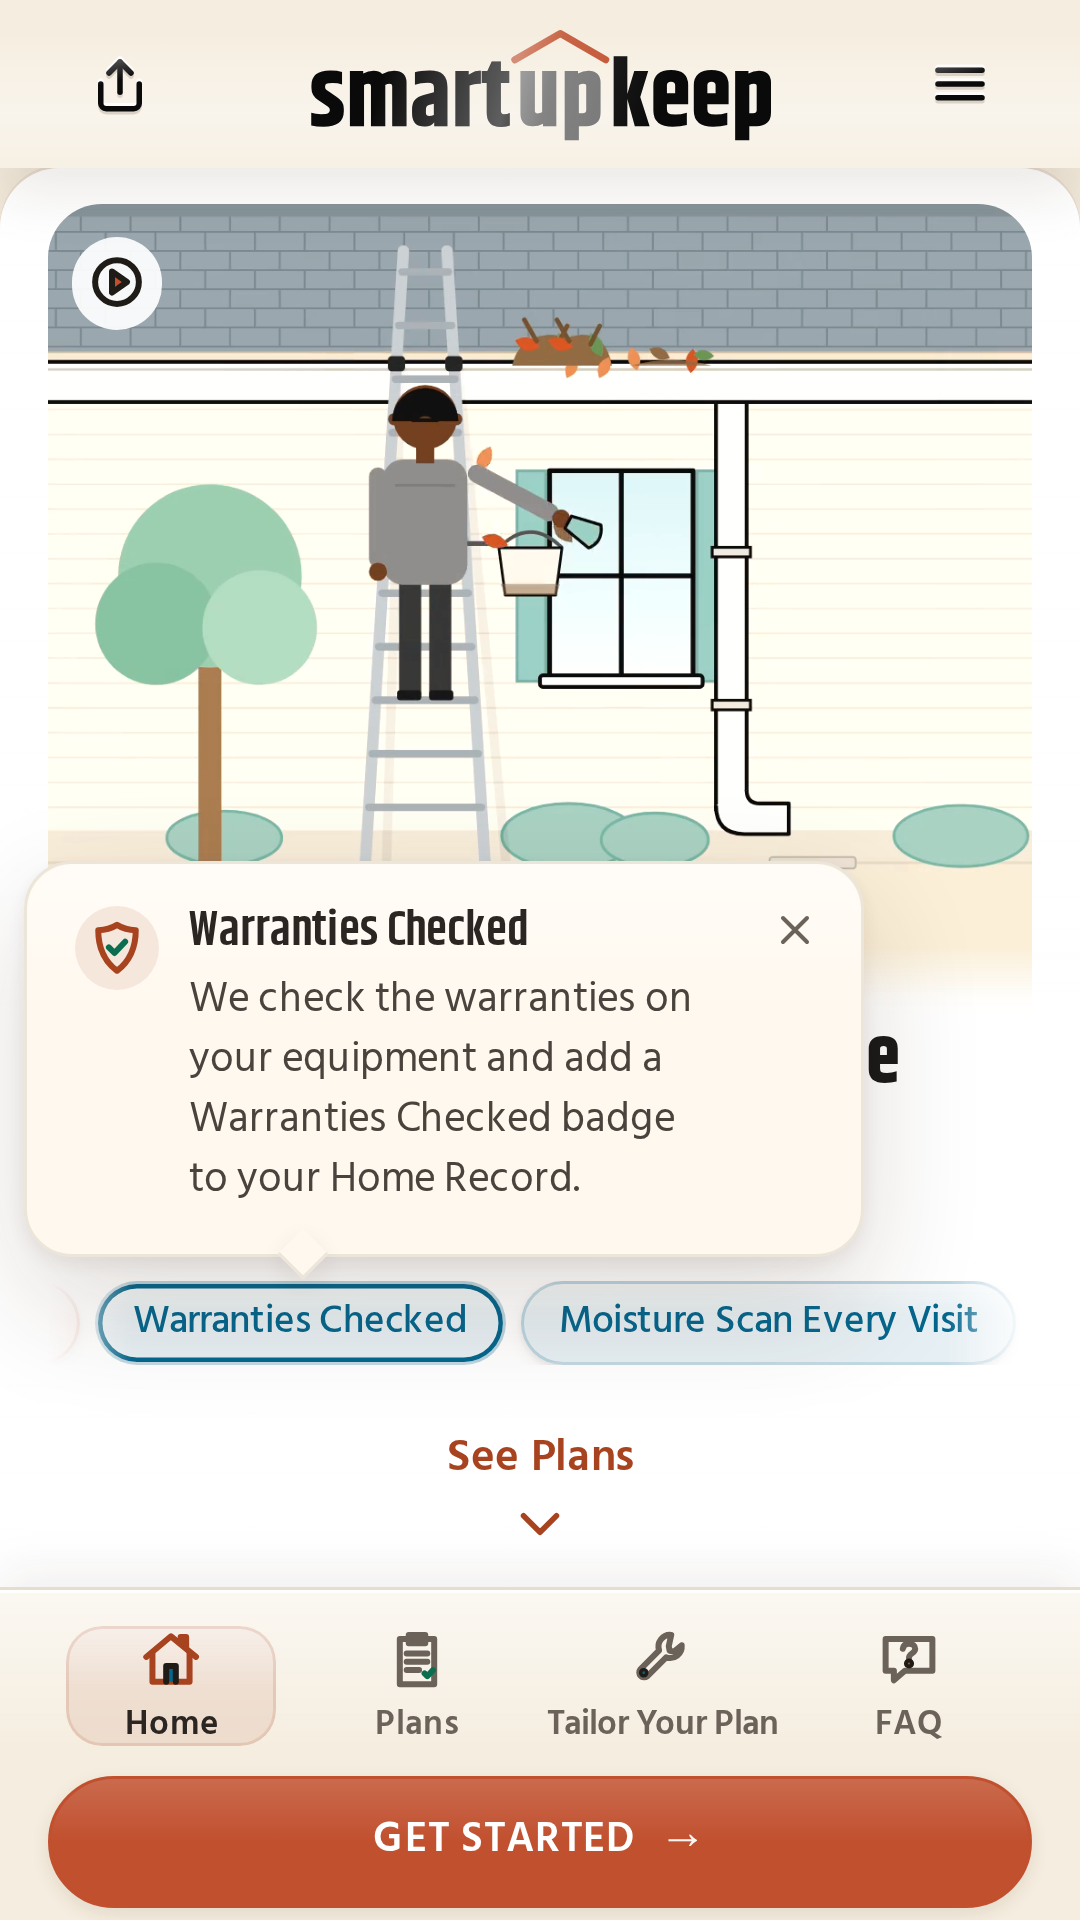 smartupkeep
Warranties Checked
We check the warranties on
your equipment and add a
Warranties Checked badge
to your Home Record.
e
Warranties Checked
Moisture Scan Every Visit
See Plans
Home
Plans
Tailor Your Plan
FAQ
GET STARTED →